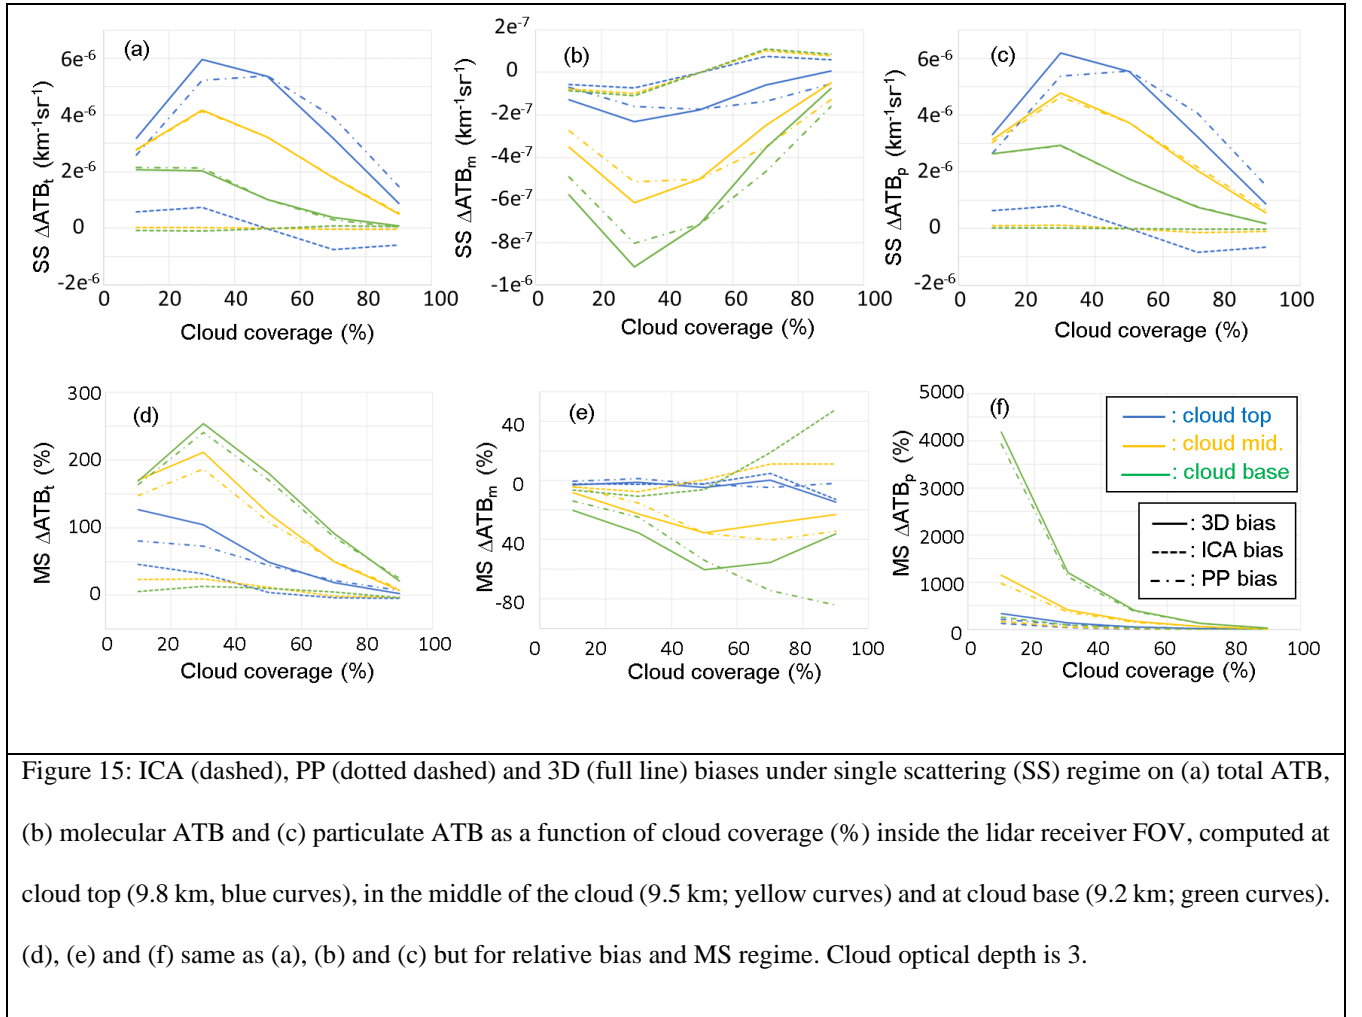 (a)
SS ΔATBt (km⁻¹sr⁻¹)
6e⁻⁶
4e⁻⁶
2e⁻⁶
0
-2e⁻⁶
0 20 40 60 80 100
Cloud coverage (%)
(b)
SS ΔATBm (km⁻¹sr⁻¹)
2e⁻⁷
0
-2e⁻⁷
-4e⁻⁷
-6e⁻⁷
-8e⁻⁷
-1e⁻⁶
0 20 40 60 80 100
Cloud coverage (%)
(c)
SS ΔATBp (km⁻¹sr⁻¹)
6e⁻⁶
4e⁻⁶
2e⁻⁶
0
-2e⁻⁶
0 20 40 60 80 100
Cloud coverage (%)
(d)
MS ΔATBt (%)
300
200
100
0
0 20 40 60 80 100
Cloud coverage (%)
(e)
MS ΔATBm (%)
40
0
40
-80
0 20 40 60 80 100
Cloud coverage (%)
(f)
MS ΔATBp (%)
5000
4000
3000
2000
1000
0
0 20 40 60 80 100
Cloud coverage (%)
: cloud top
: cloud mid.
: cloud base
: 3D bias
: ICA bias
: PP bias
Figure 15: ICA (dashed), PP (dotted dashed) and 3D (full line) biases under single scattering (SS) regime on (a) total ATB,
(b) molecular ATB and (c) particulate ATB as a function of cloud coverage (%) inside the lidar receiver FOV, computed at
cloud top (9.8 km, blue curves), in the middle of the cloud (9.5 km; yellow curves) and at cloud base (9.2 km; green curves).
(d), (e) and (f) same as (a), (b) and (c) but for relative bias and MS regime. Cloud optical depth is 3.